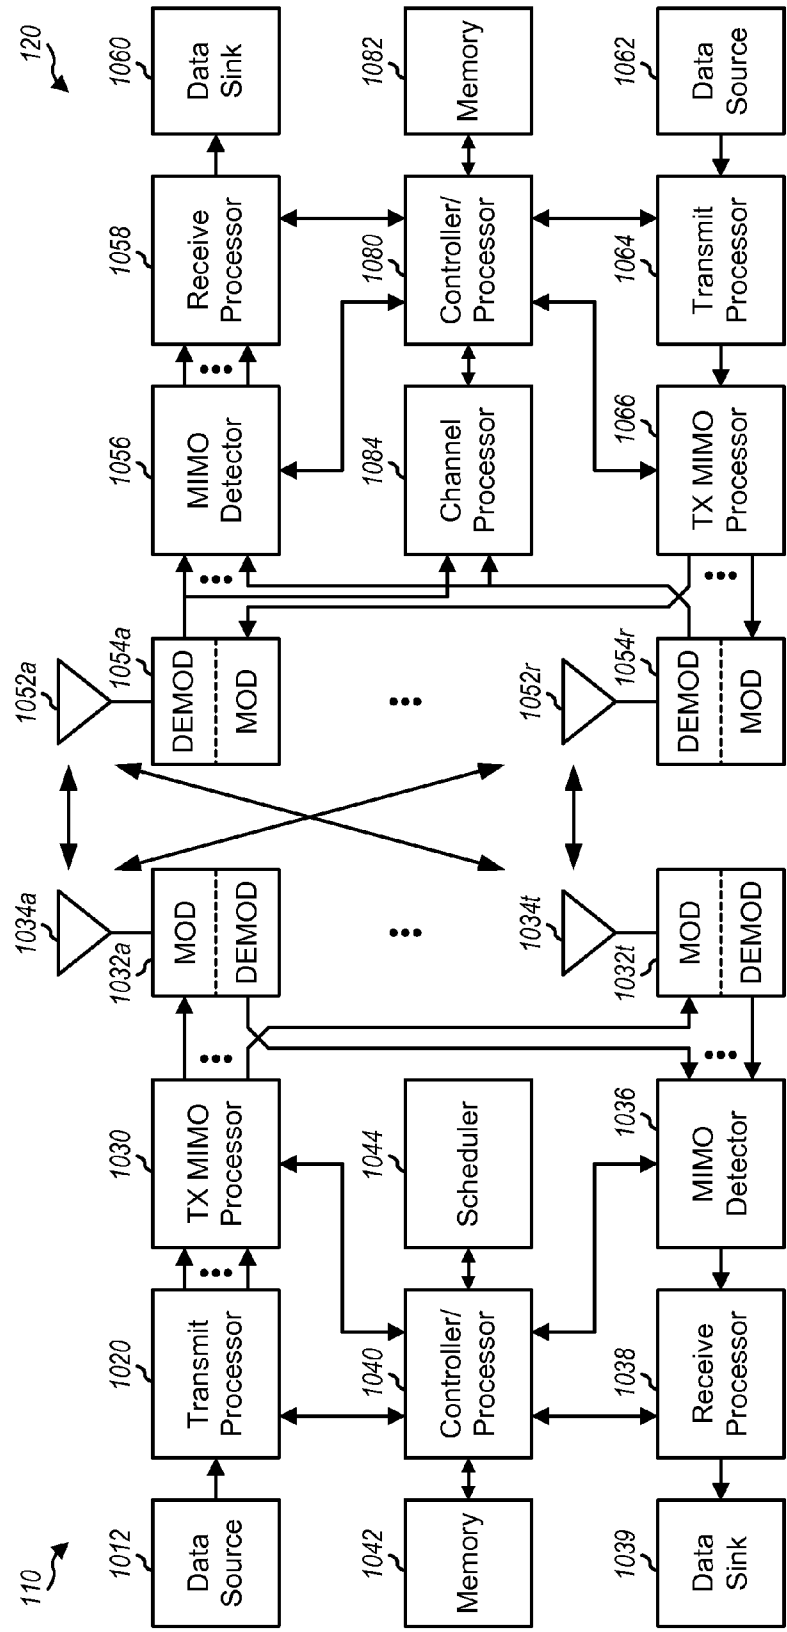 110
1012
Data
Source
1020
Transmit
Processor
1030
TX MIMO
Processor
1032a
MOD
DEMOD
1034a
1042
Memory
1040
Controller/
Processor
1044
Scheduler
1039
Data
Sink
1038
Receive
Processor
1036
MIMO
Detector
1032t
MOD
DEMOD
1034t
120
1052a
1054a
DEMOD
MOD
1056
MIMO
Detector
1058
Receive
Processor
1060
Data
Sink
1084
Channel
Processor
1080
Controller/
Processor
1082
Memory
1052r
1054r
DEMOD
MOD
1066
TX MIMO
Processor
1064
Transmit
Processor
1062
Data
Source